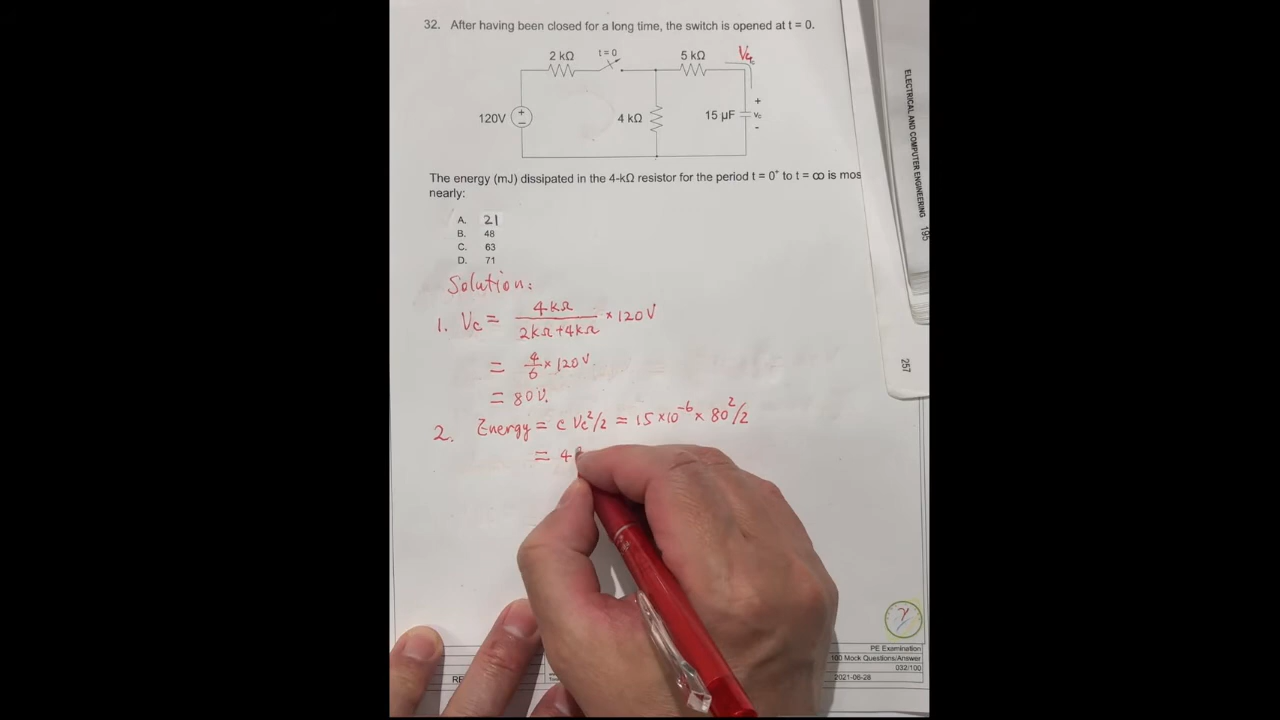 32. After having been closed for a long time, the switch is opened at t = 0.
2 kΩ t=0 5 kΩ Vc
120V + − 4 kΩ 15 µF + vc -
The energy (mJ) dissipated in the 4-kΩ resistor for the period t = 0⁺ to t = ∞ is mos
nearly:
A. 21
B. 48
C. 63
D. 71
Solution:
1. Vc = 4kΩ / 2kΩ+4kΩ × 120V
= 4/6 × 120V.
= 80V.
2. Energy = C Vc²/2 = 15×10⁻⁶ × 80²/2
= 4
ELECTRICAL AND COMPUTER ENGINEERING 195
257
PE Examination
100 Mock Questions/Answer
032/100
2021-06-28
RE